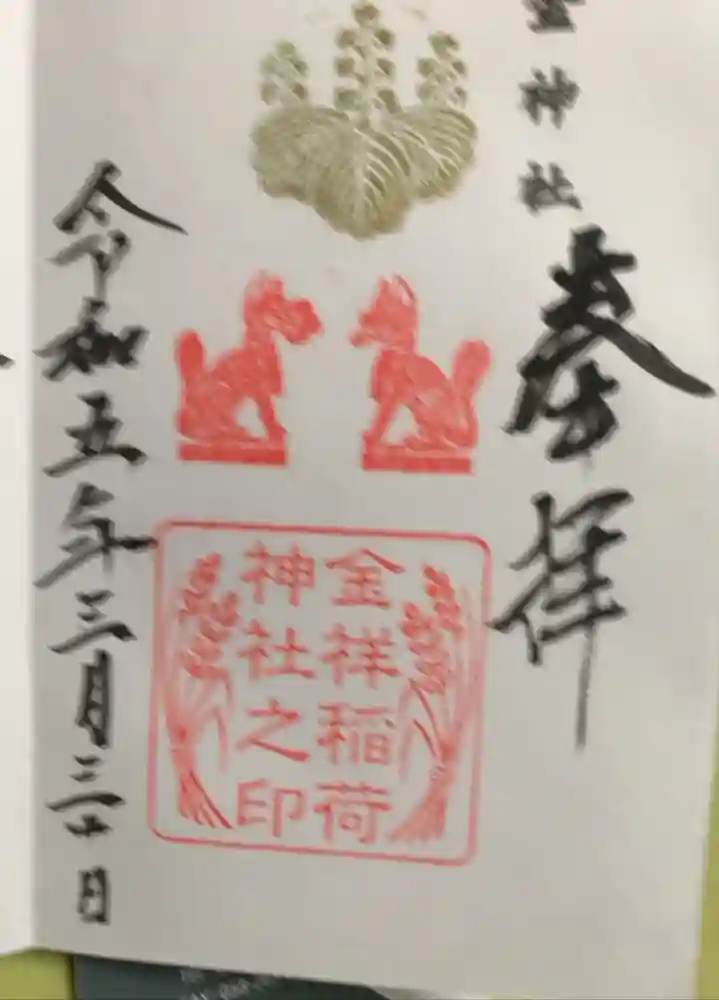 神社
奉拝
金祥稲荷
神社之印
令和五年三月三十日